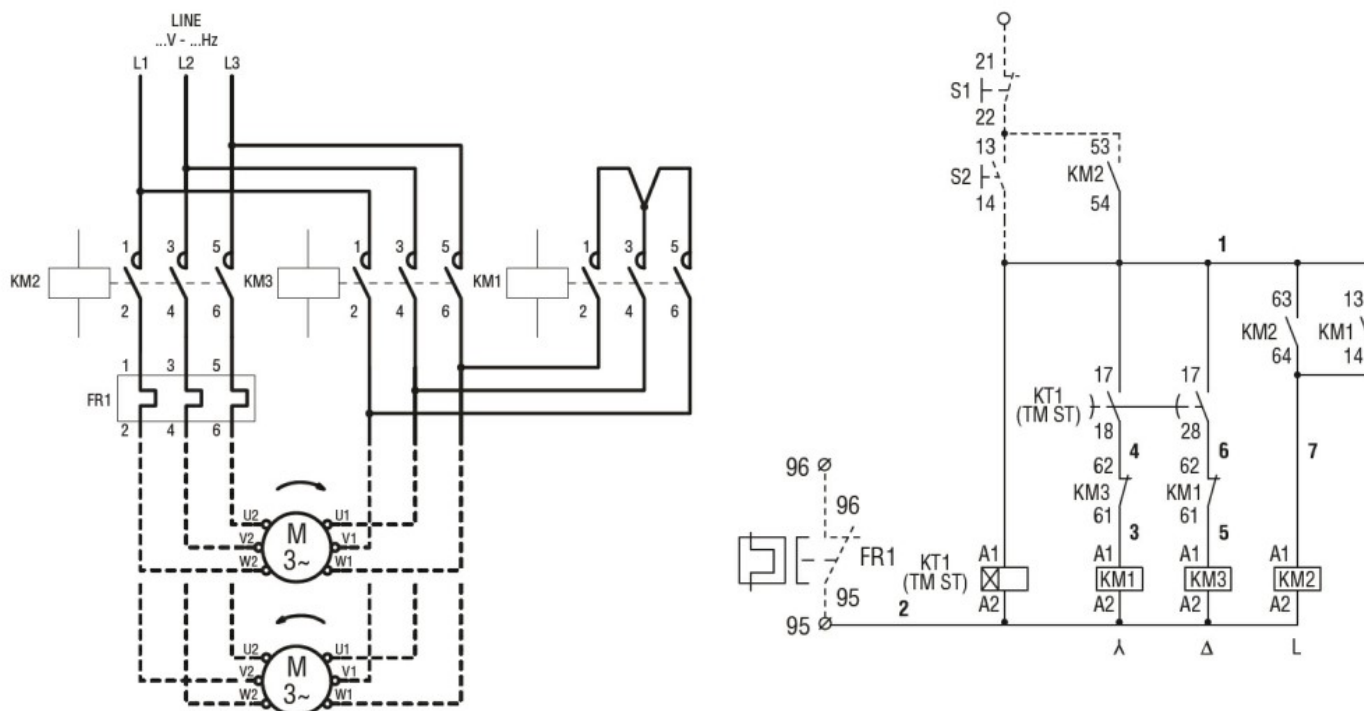 LINE
...V - ...Hz
L1 L2 L3
1 3 5
KM2
2 4 6
1 3 5
KM3
2 4 6
1 3 5
KM1
2 4 6
1 3 5
FR1
2 4 6
U2 M U1
V2 3~ V1
W2 W1
U2 M U1
V2 3~ V1
W2 W1
21
S1
22
13
S2
14
53
KM2
54
1
63
KM2
64
13
KM1
14
17
KT1
(TM ST)
18
17
28
4
62
KM3
61
3
6
62
KM1
61
5
7
96
96
FR1
95
95
2
KT1
(TM ST)
A1
A2
A1
KM1
A2
A1
KM3
A2
A1
KM2
A2
⅄ Δ L